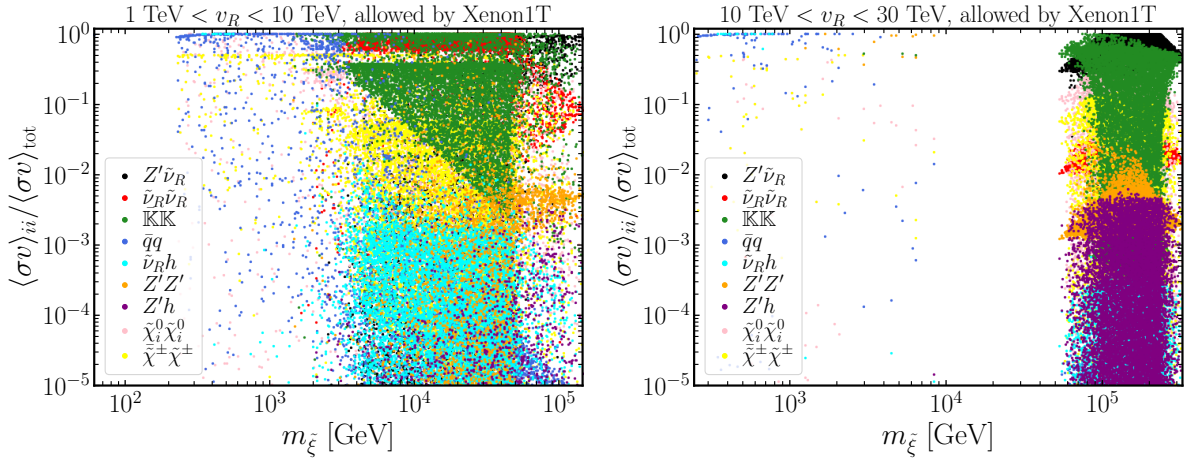 1 TeV < v_R < 10 TeV, allowed by Xenon1T
10^0
10^-1
10^-2
10^-3
10^-4
10^-5
⟨σv⟩_ii/⟨σv⟩_tot
Z′ν̃_R
ν̃_Rν̃_R
𝕂𝕂
q̄q
ν̃_Rh
Z′Z′
Z′h
χ̃_i^0χ̃_i^0
χ̃^±χ̃^±
10^2 10^3 10^4 10^5
m_ξ̃ [GeV]
10 TeV < v_R < 30 TeV, allowed by Xenon1T
10^0
10^-1
10^-2
10^-3
10^-4
10^-5
⟨σv⟩_ii/⟨σv⟩_tot
Z′ν̃_R
ν̃_Rν̃_R
𝕂𝕂
q̄q
ν̃_Rh
Z′Z′
Z′h
χ̃_i^0χ̃_i^0
χ̃^±χ̃^±
10^3 10^4 10^5
m_ξ̃ [GeV]